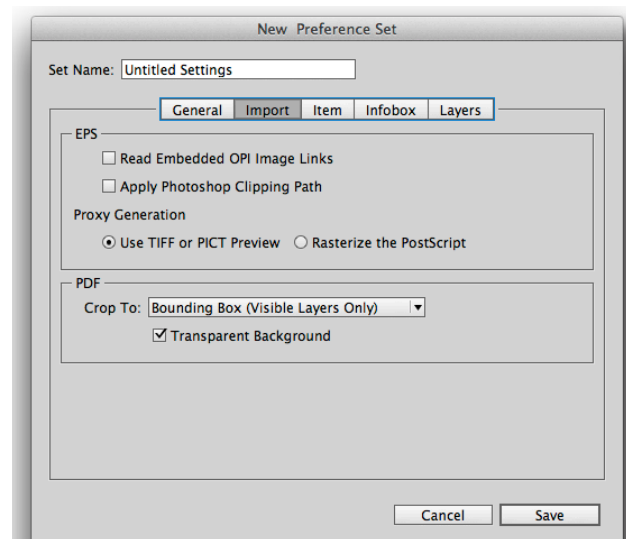 New Preference Set
Set Name: Untitled Settings
General Import Item Infobox Layers
EPS
Read Embedded OPI Image Links
Apply Photoshop Clipping Path
Proxy Generation
Use TIFF or PICT Preview Rasterize the PostScript
PDF
Crop To: Bounding Box (Visible Layers Only)
Transparent Background
Cancel Save